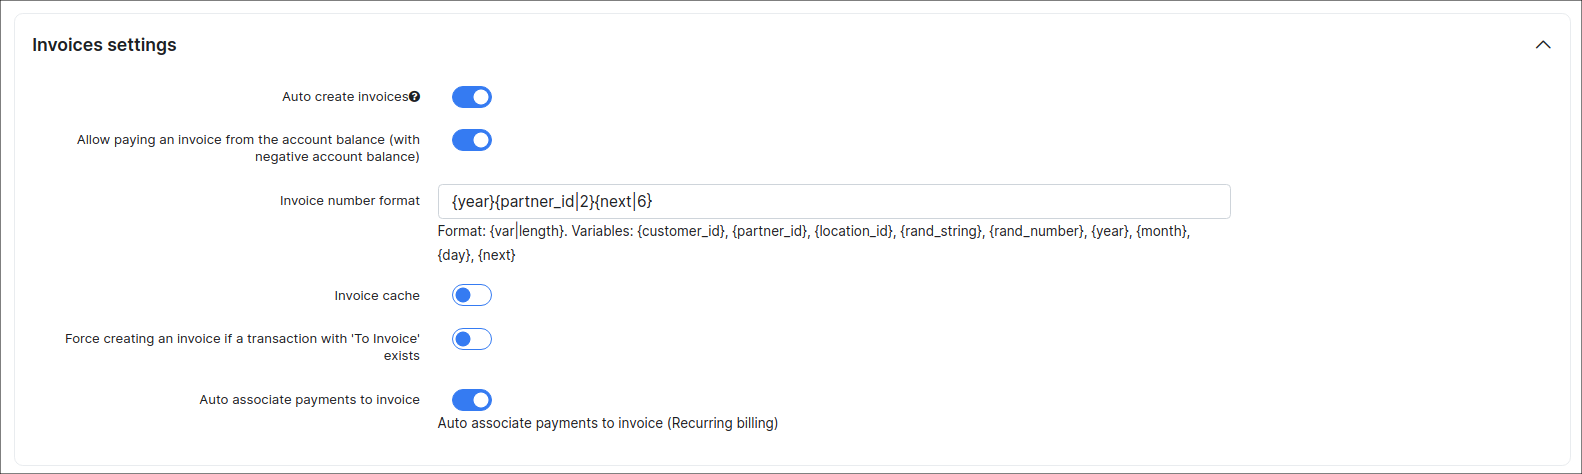 Invoices settings
Auto create invoices?
Allow paying an invoice from the account balance (with
negative account balance)
Invoice number format
{year}{partner_id|2}{next|6}
Format: {var|length}. Variables: {customer_id}, {partner_id}, {location_id}, {rand_string}, {rand_number}, {year}, {month},
{day}, {next}
Invoice cache
Force creating an invoice if a transaction with 'To Invoice'
exists
Auto associate payments to invoice
Auto associate payments to invoice (Recurring billing)